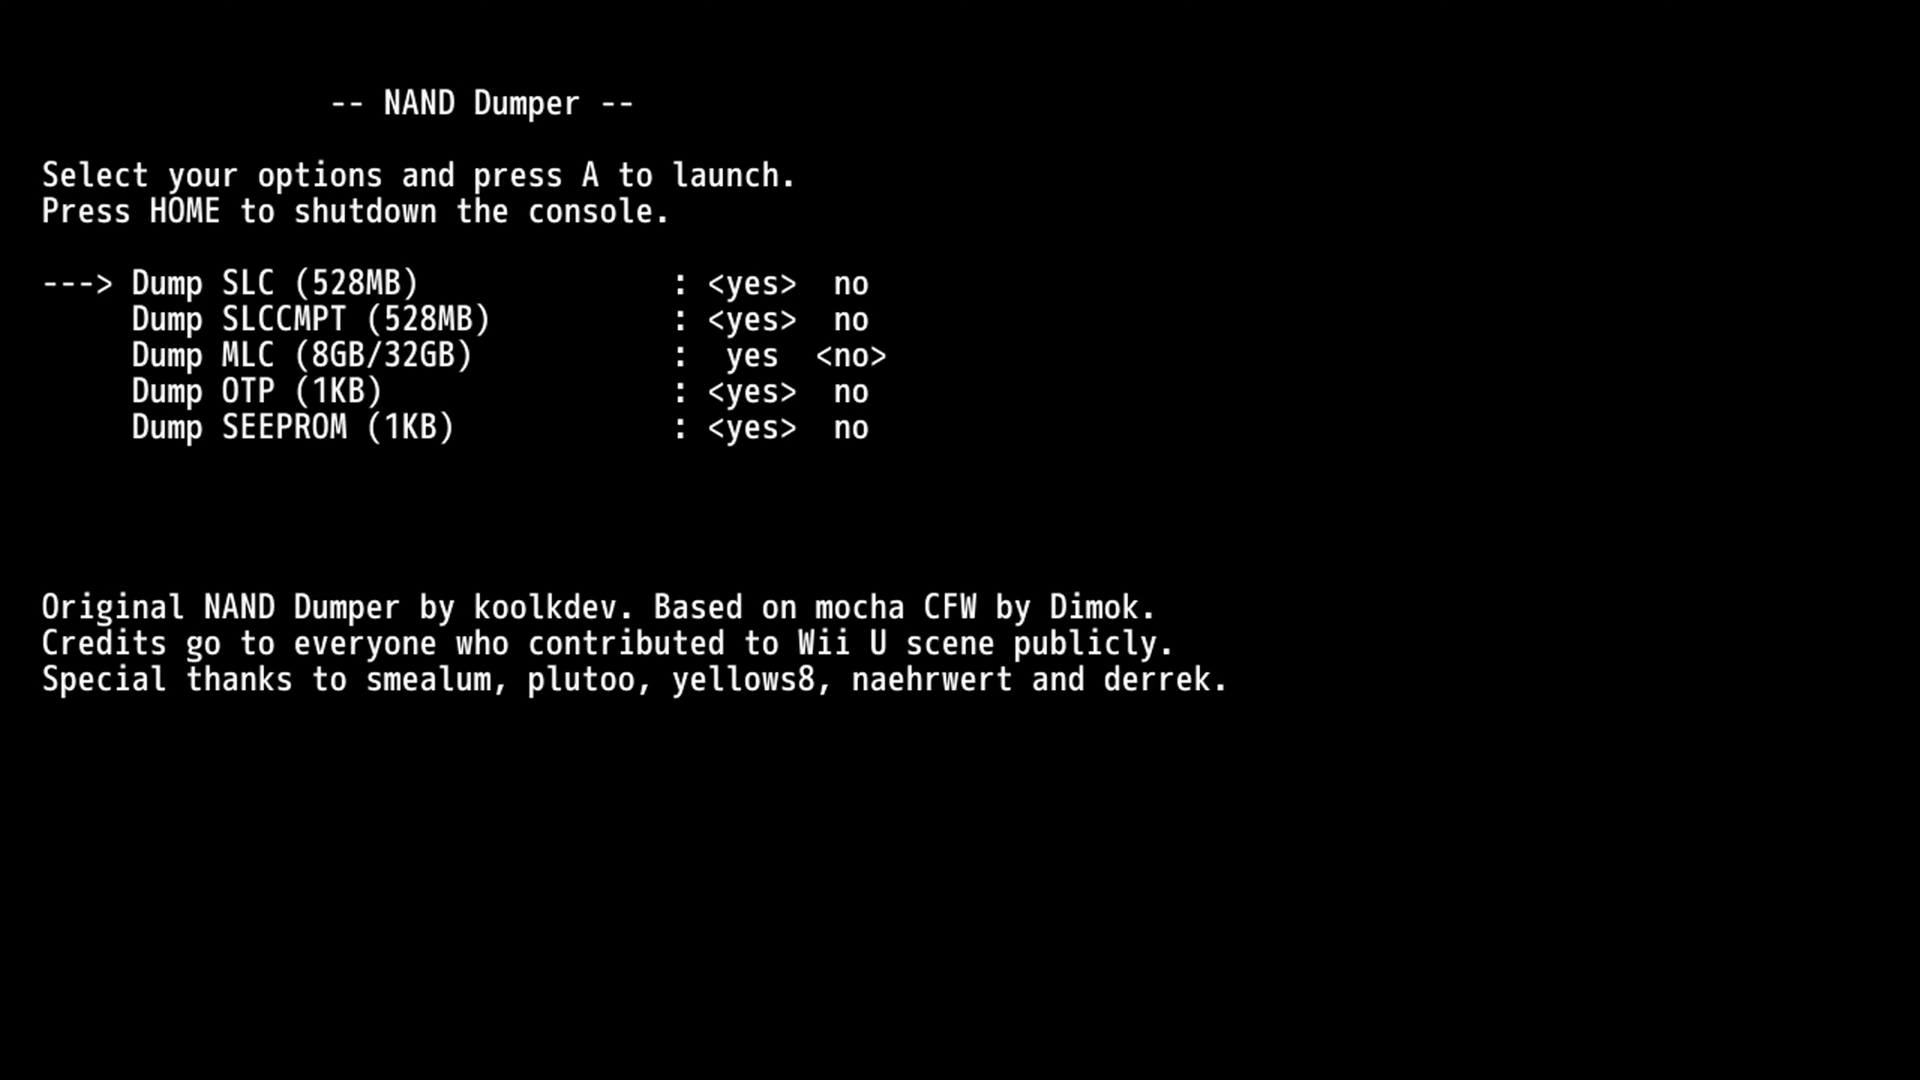 -- NAND Dumper --
Select your options and press A to launch.
Press HOME to shutdown the console.
---> Dump SLC (528MB) : <yes> no
Dump SLCCMPT (528MB) : <yes> no
Dump MLC (8GB/32GB) : yes <no>
Dump OTP (1KB) : <yes> no
Dump SEEPROM (1KB) : <yes> no
Original NAND Dumper by koolkdev. Based on mocha CFW by Dimok.
Credits go to everyone who contributed to Wii U scene publicly.
Special thanks to smealum, plutoo, yellows8, naehrwert and derrek.